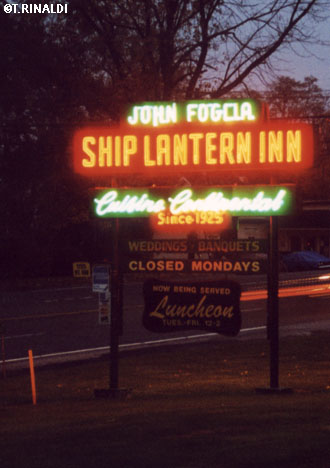 ©T.RINALDI
JOHN FOGLIA
SHIP LANTERN INN
Cuisine Continental
Since 1925
WEDDINGS - BANQUETS
CLOSED MONDAYS
NOW BEING SERVED
Luncheon
TUES.-FRI. 12-2